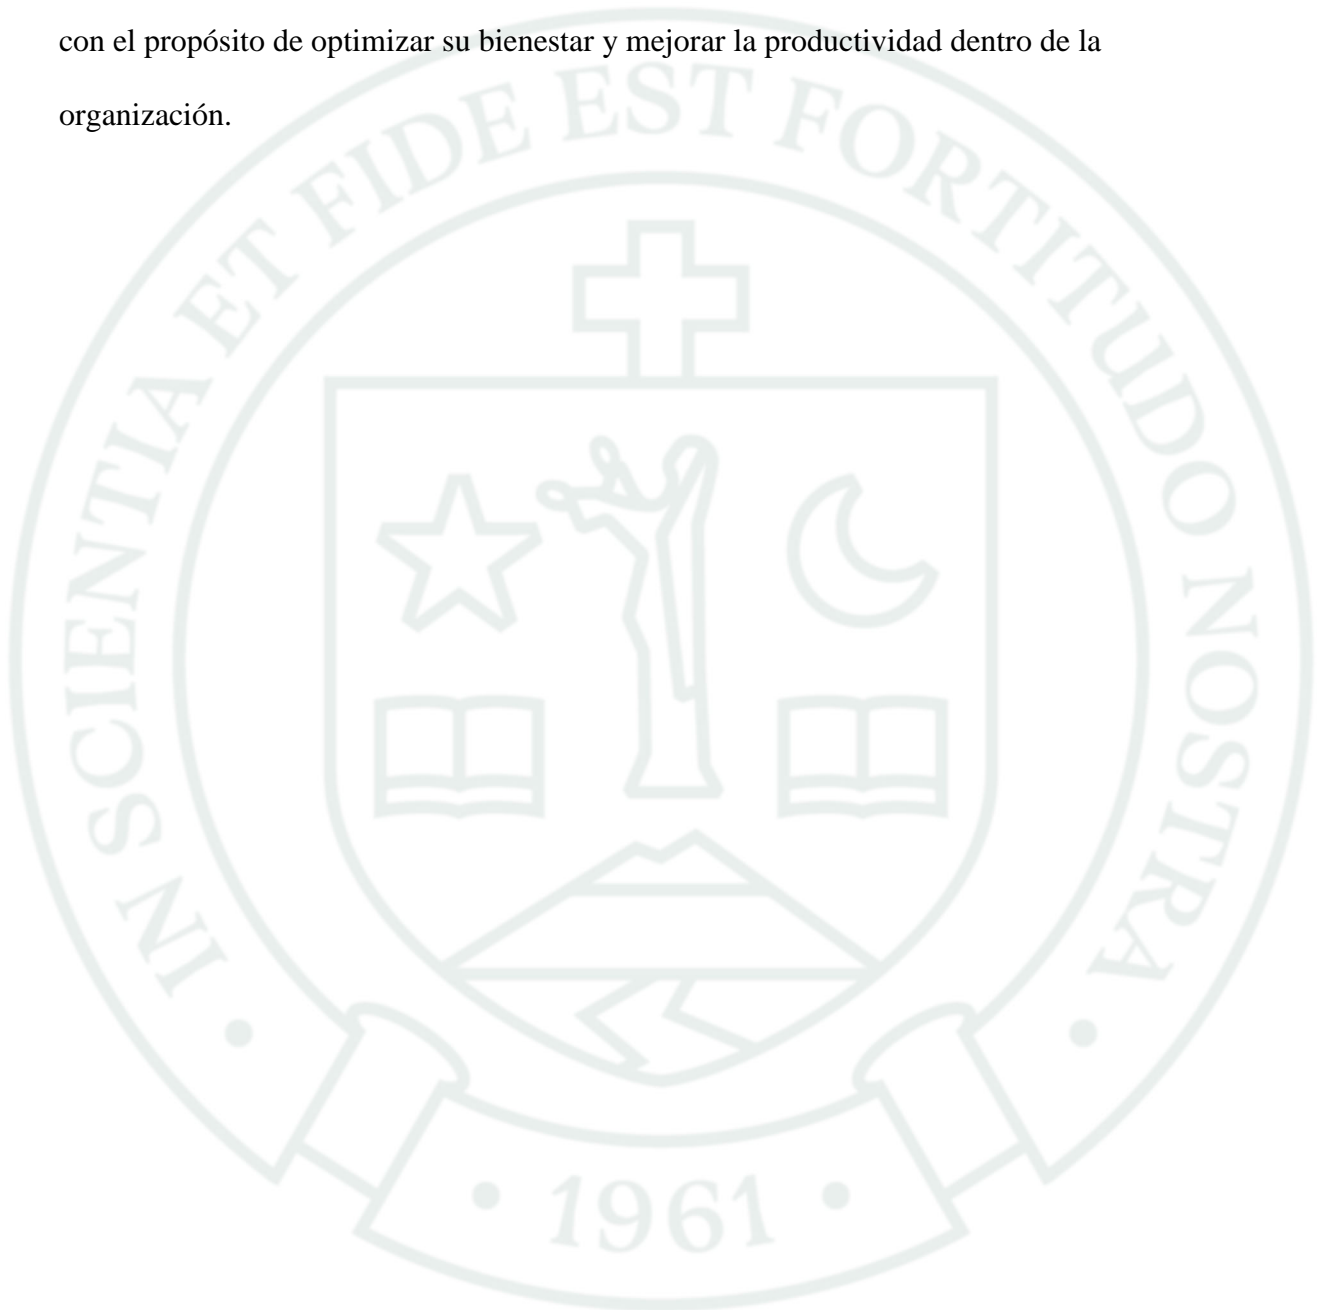 con el propósito de optimizar su bienestar y mejorar la productividad dentro de la
organización.
IN SCIENTIA ET FIDE EST FORTITUDO NOSTRA
• 1961 •